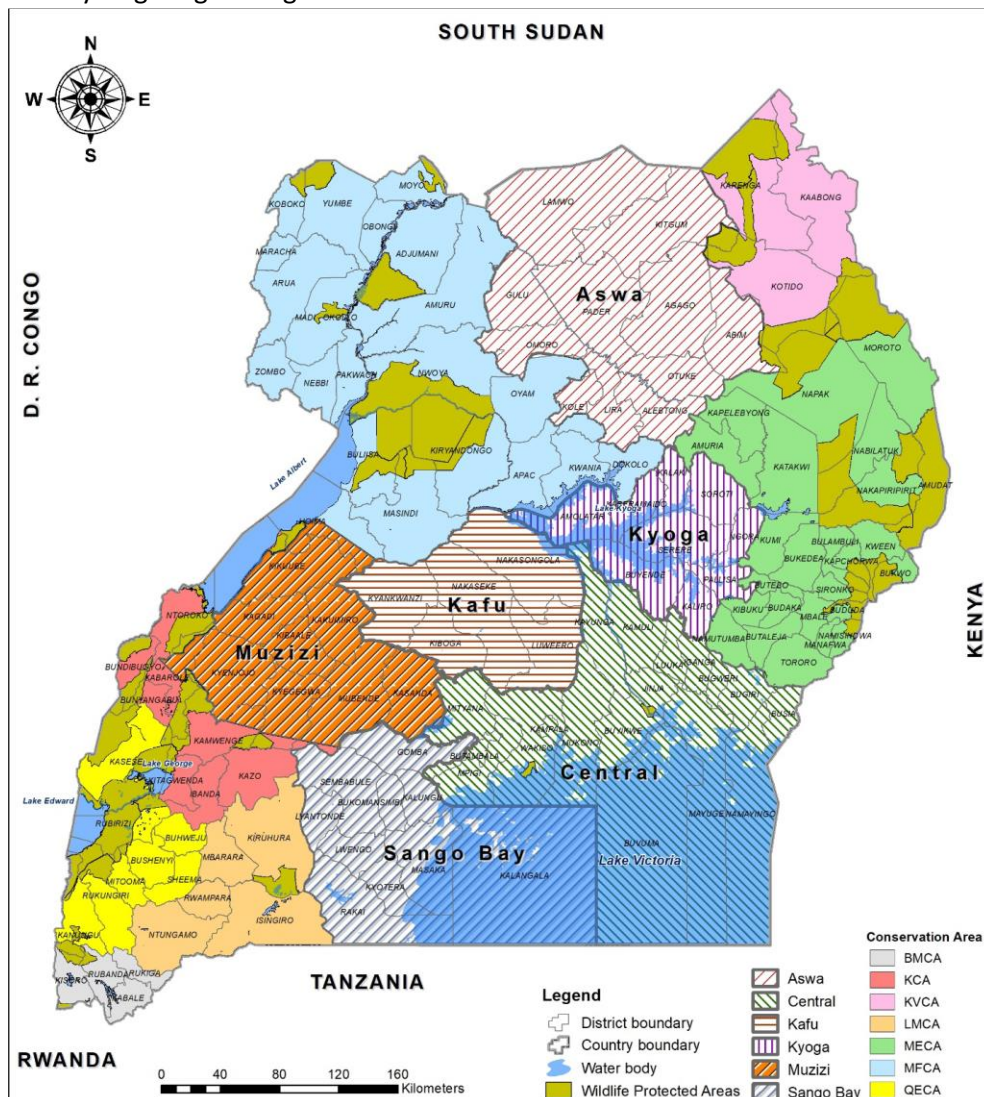 SOUTH SUDAN
N
W E
S
D. R. CONGO
KENYA
TANZANIA
RWANDA
KOBOKO
YUMBE
MOYO
OBONGI
MARACHA
ADJUMANI
ARUA
AMURU
ZOMBO
NEBBI
PAKWACH
NWOYA
BULIISA
KIRYANDONGO
OYAM
APAC
KWANIA
DOKOLO
MASINDI
HOIMA
Lake Albert
LAMWO
KITGUM
GULU
Aswa
PADER
AGAGO
ABIM
OMORO
OTUKE
KOLE
LIRA
ALEBTONG
KARENGA
KAABONG
KOTIDO
MOROTO
NAPAK
KAPELEBYONG
AMURIA
KATAKWI
NABILATUK
NAKAPIRIPIRIT
AMUDAT
KALAKI
SOROTI
AMOLATAR
Lake Kyoga
Kyoga
NGORA
SERERE
BUYENDE
PALLISA
KALIRO
KUMI
BULAMBULI
KWEEN
BUKEDEA
KAPCHORWA
BUKWO
SIRONKO
BUTEBO
BUDUDA
KIBUKU
BUDAKA
MBALE
NAMISINDWA
MANAFWA
BUTALEJA
TORORO
NAMUTUMBA
NAKASONGOLA
NAKASEKE
KYANKWANZI
Kafu
KIBOGA
LUWEERO
KIKUUBE
KAGADI
KAKUMIRO
KIBAALE
Muzizi
KYENJOJO
KYEGEGWA
MUBENDE
KASANDA
NTOROKO
KABAROLE
BUNYANGABU
KASESE
KAMWENGE
Lake George
KITAGWENDA
IBANDA
KAZO
Lake Edward
RUBIRIZI
BUHWEJU
KIRUHURA
BUSHENYI
MBARARA
MITOOMA
SHEEMA
RUKUNGIRI
RWAMPARA
ISINGIRO
NTUNGAMO
KANUNGU
KISORO
RUBANDA
RUKIGA
KABALE
KAYUNGA
KAMULI
LUUKA
IGANGA
BUGWERI
JINJA
BUGIRI
BUSIA
MITYANA
KAMPALA
WAKISO
MUKONO
BUYIKWE
BUTAMBALA
MPIGI
Central
MAYUGE
NAMAYINGO
BUVUMA
Lake Victoria
GOMBA
SEMBABULE
BUKOMANSIMBI
KALUNGU
LYANTONDE
LWENGO
Sango Bay
MASAKA
KALANGALA
KYOTERA
RAKAI
0 40 80 120 160
Kilometers
Legend
District boundary
Country boundary
Water body
Wildlife Protected Areas
Aswa
Central
Kafu
Kyoga
Muzizi
Sango Bay
Conservation Area
BMCA
KCA
KVCA
LMCA
MECA
MFCA
QECA